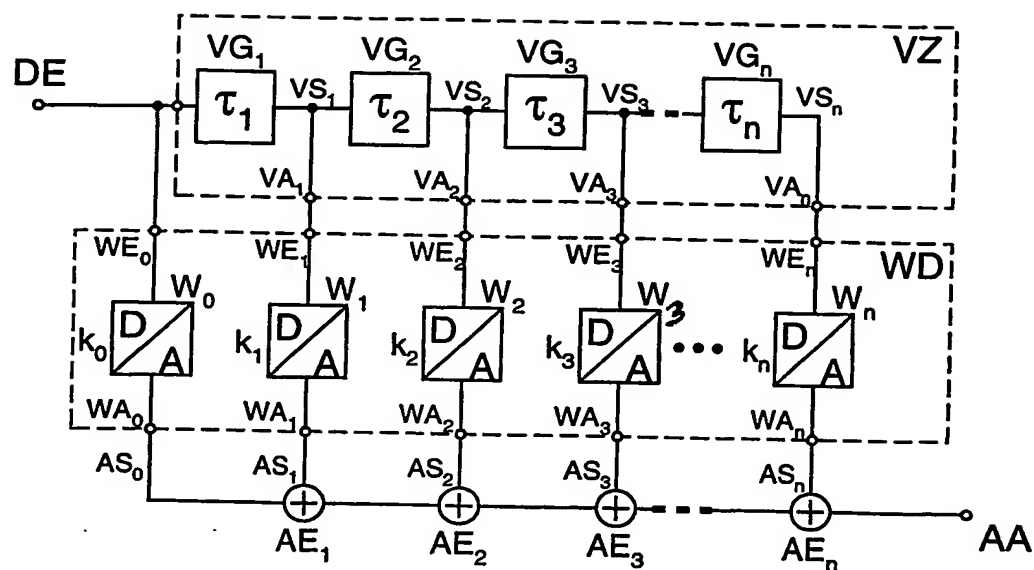 VG₁ VG₂ VG₃ VGₙ VZ
DE
τ₁ VS₁ τ₂ VS₂ τ₃ VS₃ τₙ VSₙ
VA₁ VA₂ VA₃ VAₙ
WE₀ WE₁ WE₂ WE₃ WEₙ WD
W₀ W₁ W₂ W₃ Wₙ
k₀ D A k₁ D A k₂ D A k₃ D A kₙ D A
WA₀ WA₁ WA₂ WA₃ WAₙ
AS₀ AS₁ AS₂ AS₃ ASₙ
AE₁ AE₂ AE₃ AEₙ AA